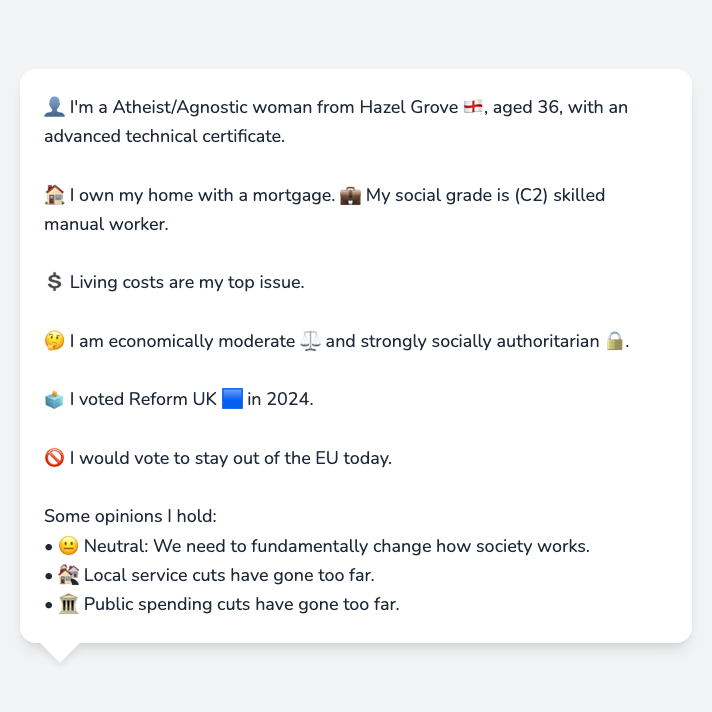 👤 I'm a Atheist/Agnostic woman from Hazel Grove 🏴󠁧󠁢󠁥󠁮󠁧󠁿, aged 36, with an
advanced technical certificate.
🏠 I own my home with a mortgage. 💼 My social grade is (C2) skilled
manual worker.
💲 Living costs are my top issue.
🤔 I am economically moderate ⚖️ and strongly socially authoritarian 🔒.
🗳️ I voted Reform UK 🟦 in 2024.
🚫 I would vote to stay out of the EU today.
Some opinions I hold:
• 😐 Neutral: We need to fundamentally change how society works.
• 🏘️ Local service cuts have gone too far.
• 🏛️ Public spending cuts have gone too far.